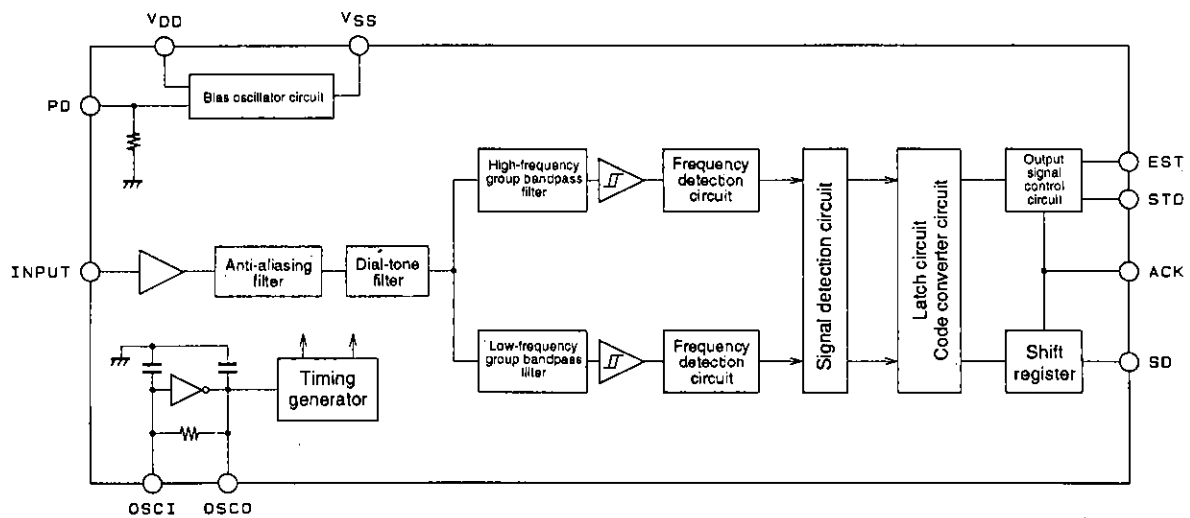 VDD
VSS
PD
Bias oscillator circuit
High-frequency
group bandpass
filter
Frequency
detection
circuit
Signal detection circuit
Latch circuit
Code converter circuit
Output
signal
control
circuit
EST
STD
INPUT
Anti-aliasing
filter
Dial-tone
filter
ACK
Low-frequency
group bandpass
filter
Frequency
detection
circuit
Shift
register
SD
Timing
generator
OSCI
OSCO